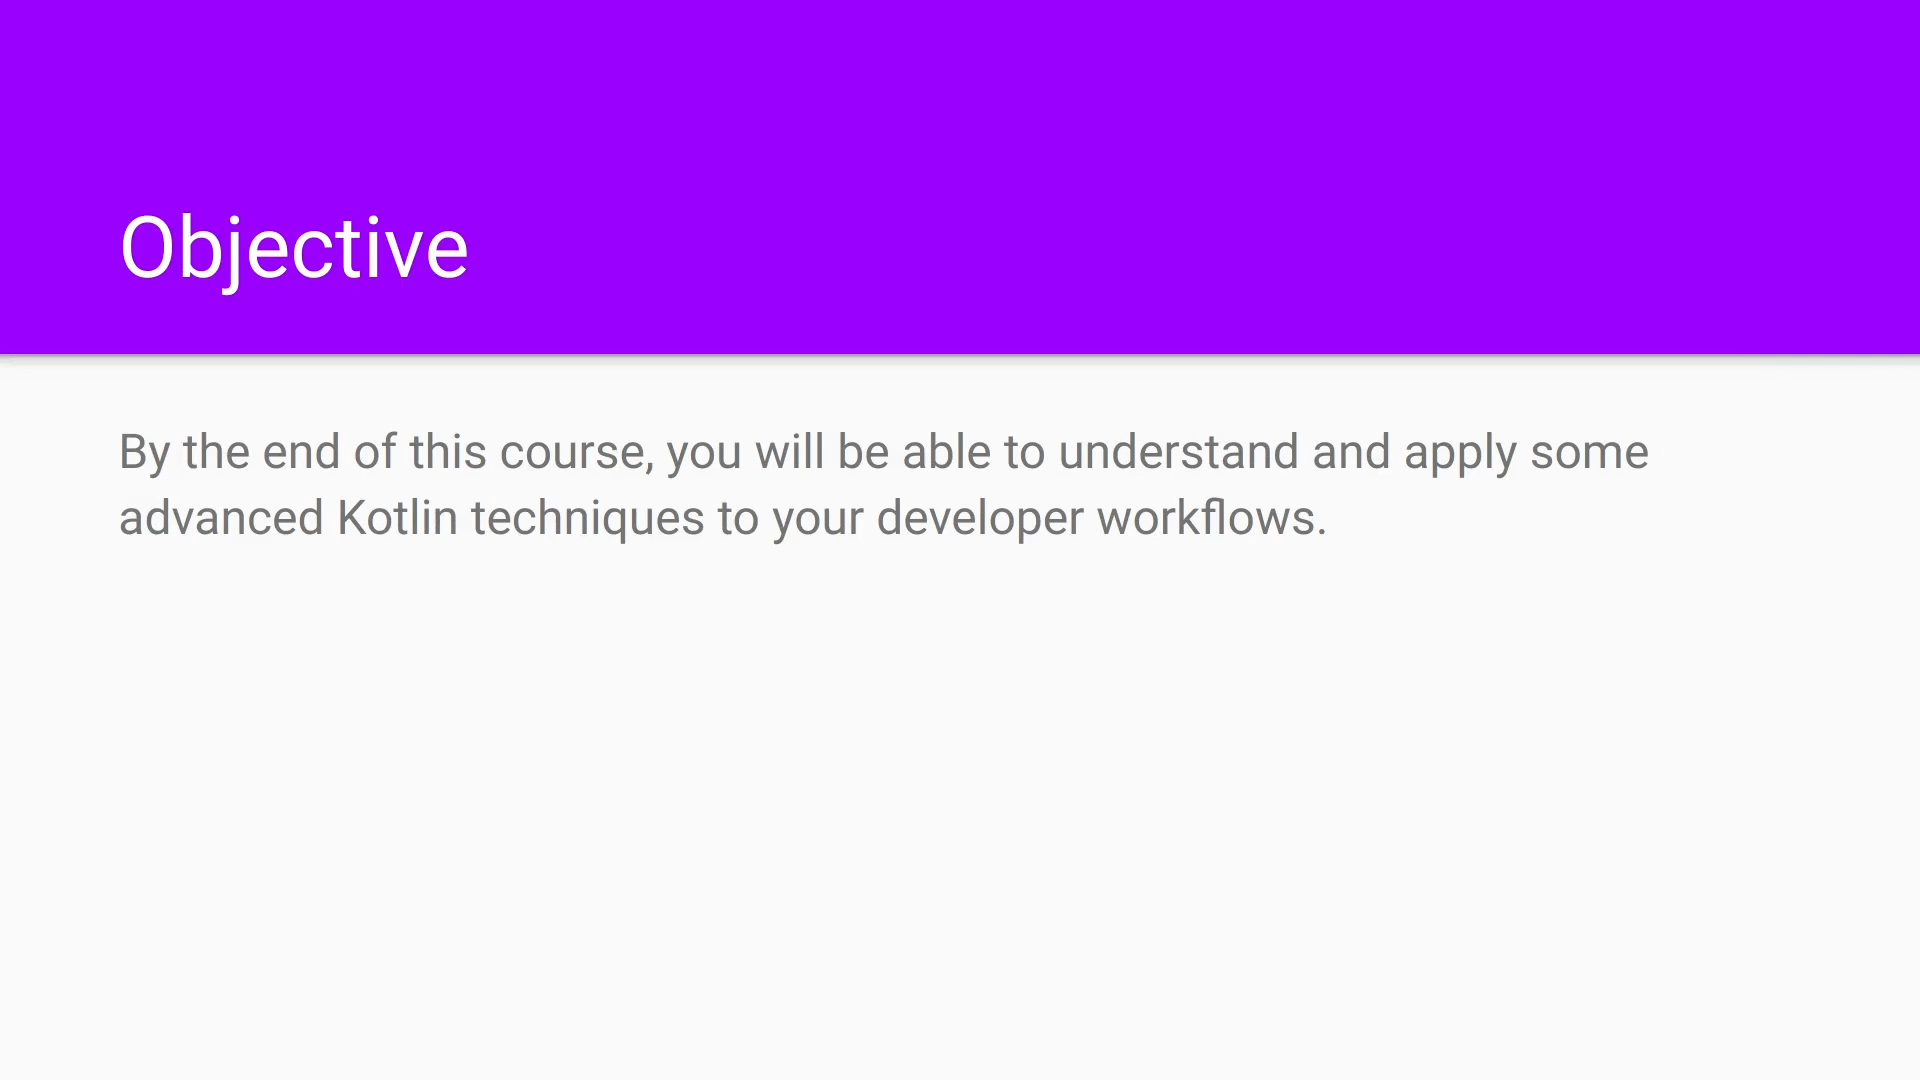 Objective
By the end of this course, you will be able to understand and apply some
advanced Kotlin techniques to your developer workflows.